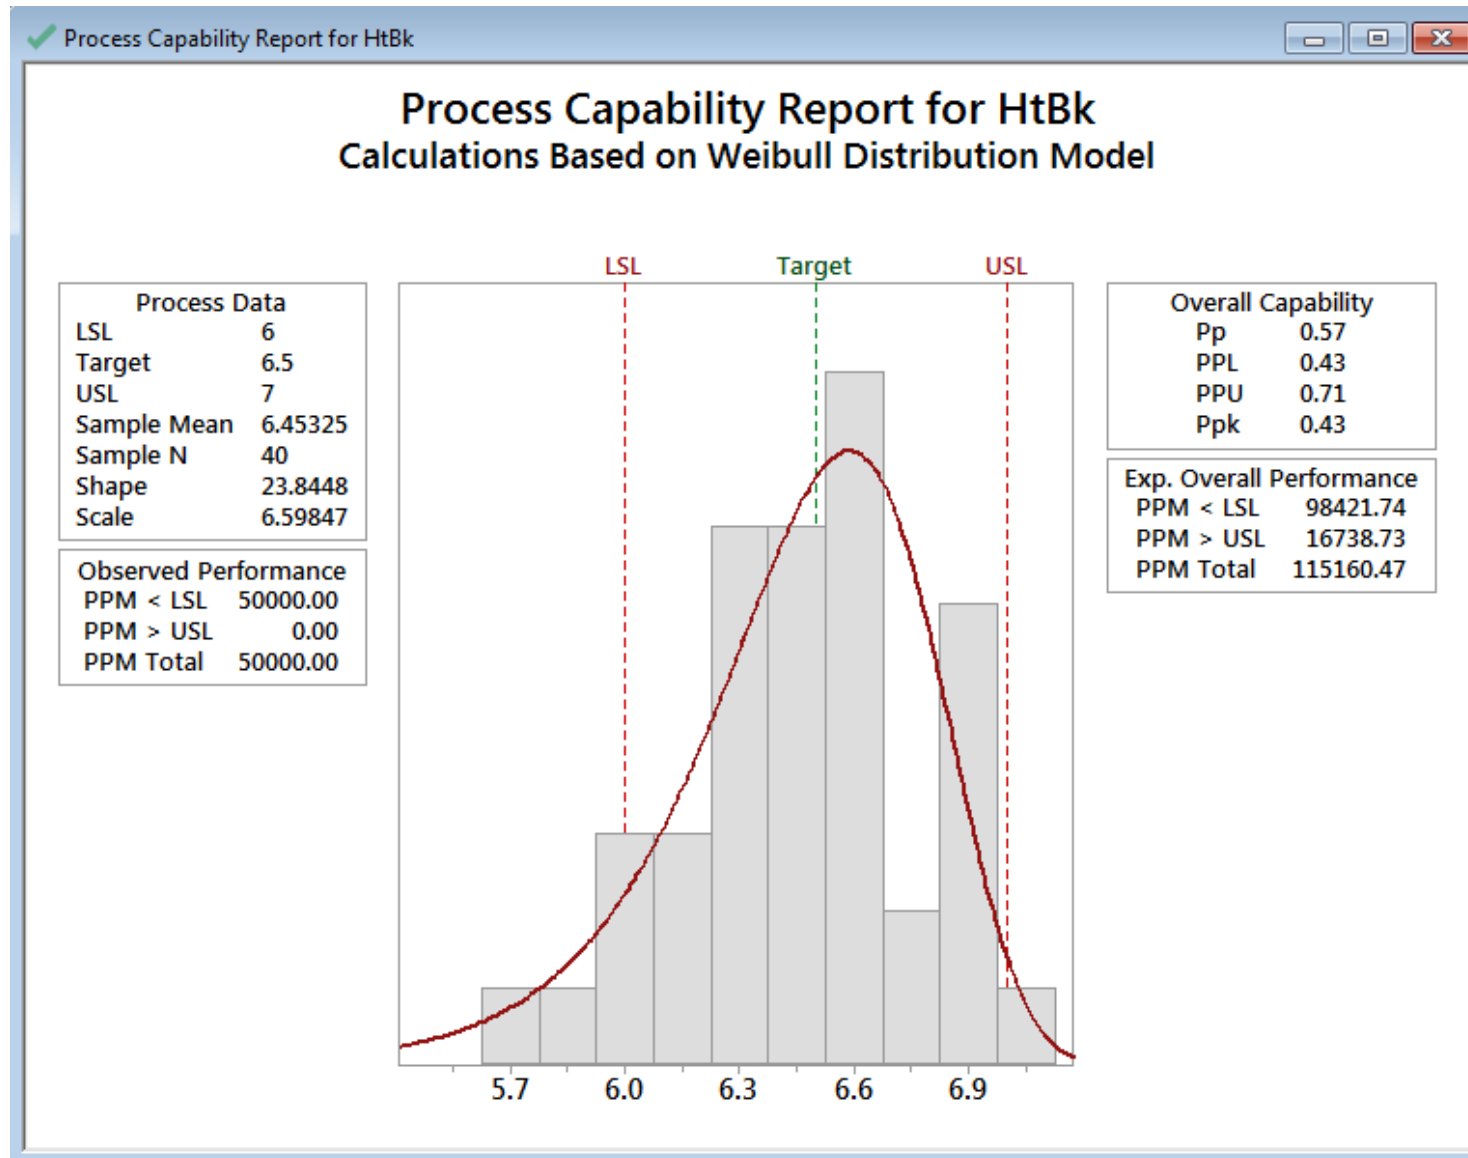 Process Capability Report for HtBk
Process Capability Report for HtBk
Calculations Based on Weibull Distribution Model
LSL Target USL
Process Data
LSL 6
Target 6.5
USL 7
Sample Mean 6.45325
Sample N 40
Shape 23.8448
Scale 6.59847
Observed Performance
PPM < LSL 50000.00
PPM > USL 0.00
PPM Total 50000.00
Overall Capability
Pp 0.57
PPL 0.43
PPU 0.71
Ppk 0.43
Exp. Overall Performance
PPM < LSL 98421.74
PPM > USL 16738.73
PPM Total 115160.47
5.7 6.0 6.3 6.6 6.9